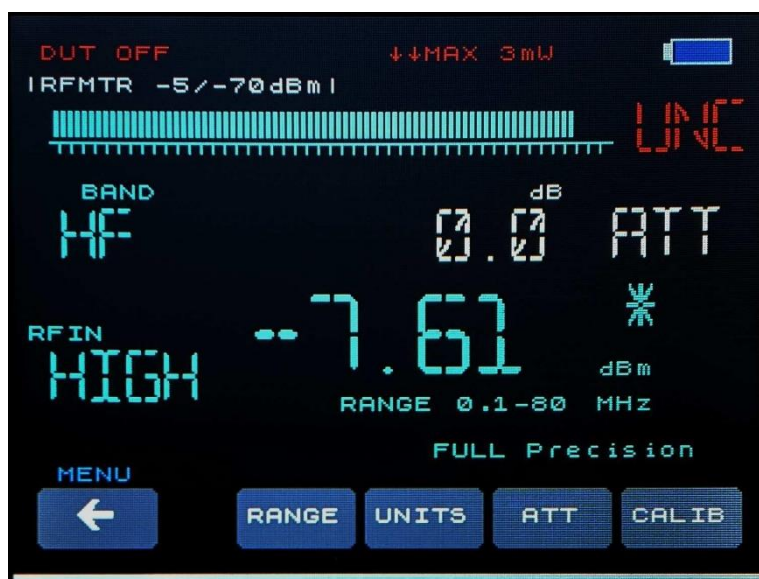 DUT OFF ↓↓MAX 3mW
|RFMTR -5/-70dBm|
UNC
BAND dB
HF 0.0 ATT
RFIN -7.61 *
HIGH dBm
RANGE 0.1-80 MHz
FULL Precision
MENU
← RANGE UNITS ATT CALIB